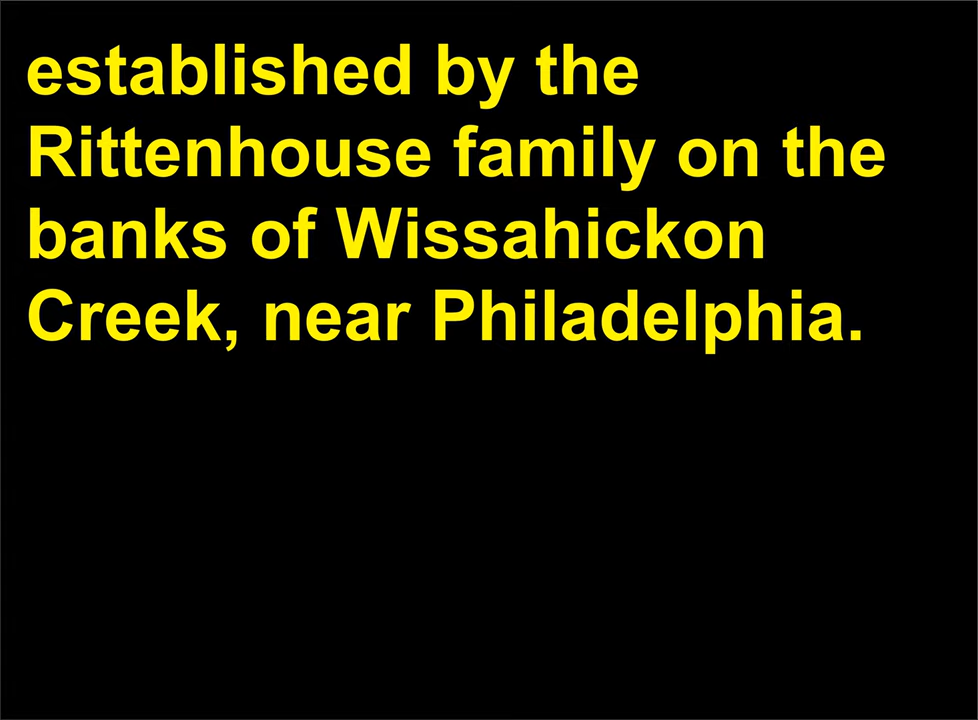 established by the
Rittenhouse family on the
banks of Wissahickon
Creek, near Philadelphia.